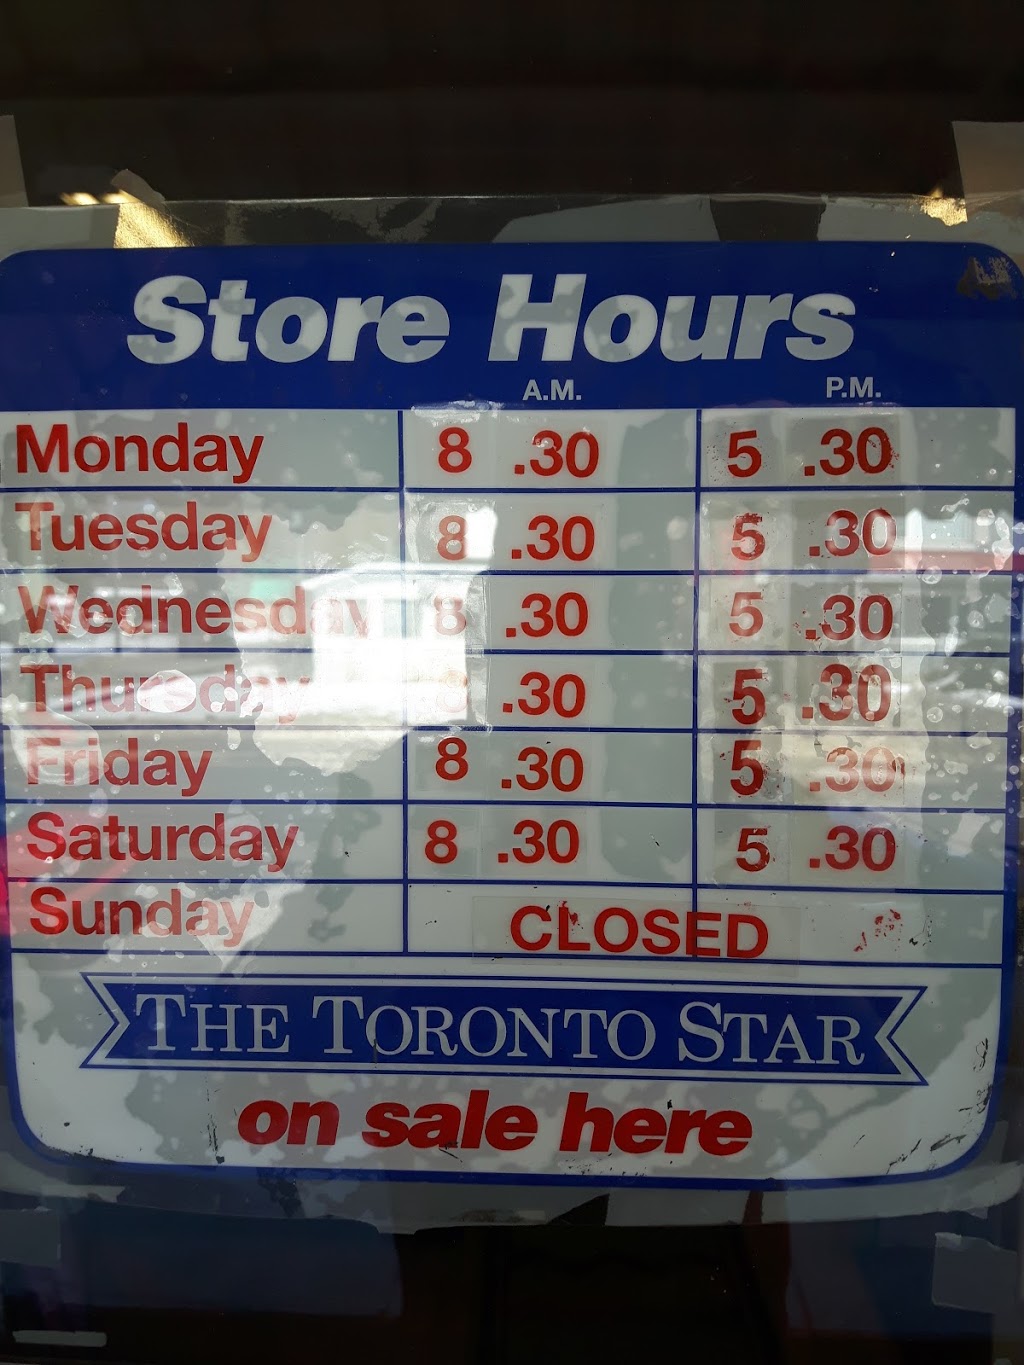 Store Hours
A.M. P.M.
Monday 8 .30 5 .30
Tuesday 8 .30 5 .30
Wednesday 8 .30 5 .30
Thursday 8 .30 5 .30
Friday 8 .30 5 .30
Saturday 8 .30 5 .30
Sunday CLOSED
THE TORONTO STAR
on sale here